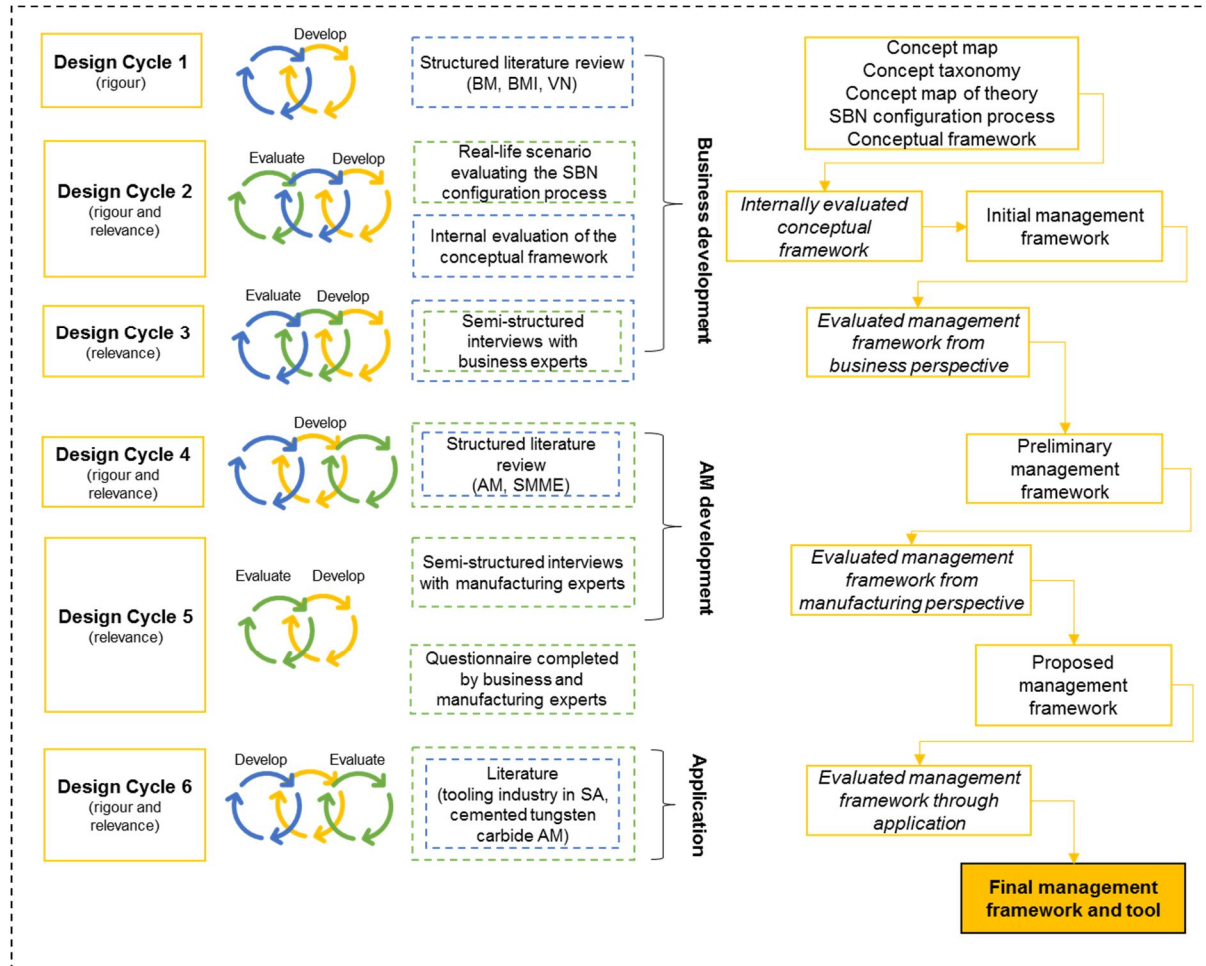 Design Cycle 1
(rigour)
Develop
Structured literature review
(BM, BMI, VN)
Design Cycle 2
(rigour and
relevance)
Evaluate
Develop
Real-life scenario
evaluating the SBN
configuration process
Internal evaluation of the
conceptual framework
Design Cycle 3
(relevance)
Evaluate
Develop
Semi-structured
interviews with
business experts
Business development
Design Cycle 4
(rigour and
relevance)
Develop
Structured literature
review
(AM, SMME)
Design Cycle 5
(relevance)
Evaluate
Develop
Semi-structured interviews
with manufacturing experts
Questionnaire completed
by business and
manufacturing experts
AM development
Design Cycle 6
(rigour and
relevance)
Develop
Evaluate
Literature
(tooling industry in SA,
cemented tungsten
carbide AM)
Application
Concept map
Concept taxonomy
Concept map of theory
SBN configuration process
Conceptual framework
Internally evaluated
conceptual
framework
Initial management
framework
Evaluated management
framework from
business perspective
Preliminary
management
framework
Evaluated management
framework from
manufacturing perspective
Proposed
management
framework
Evaluated management
framework through
application
Final management
framework and tool